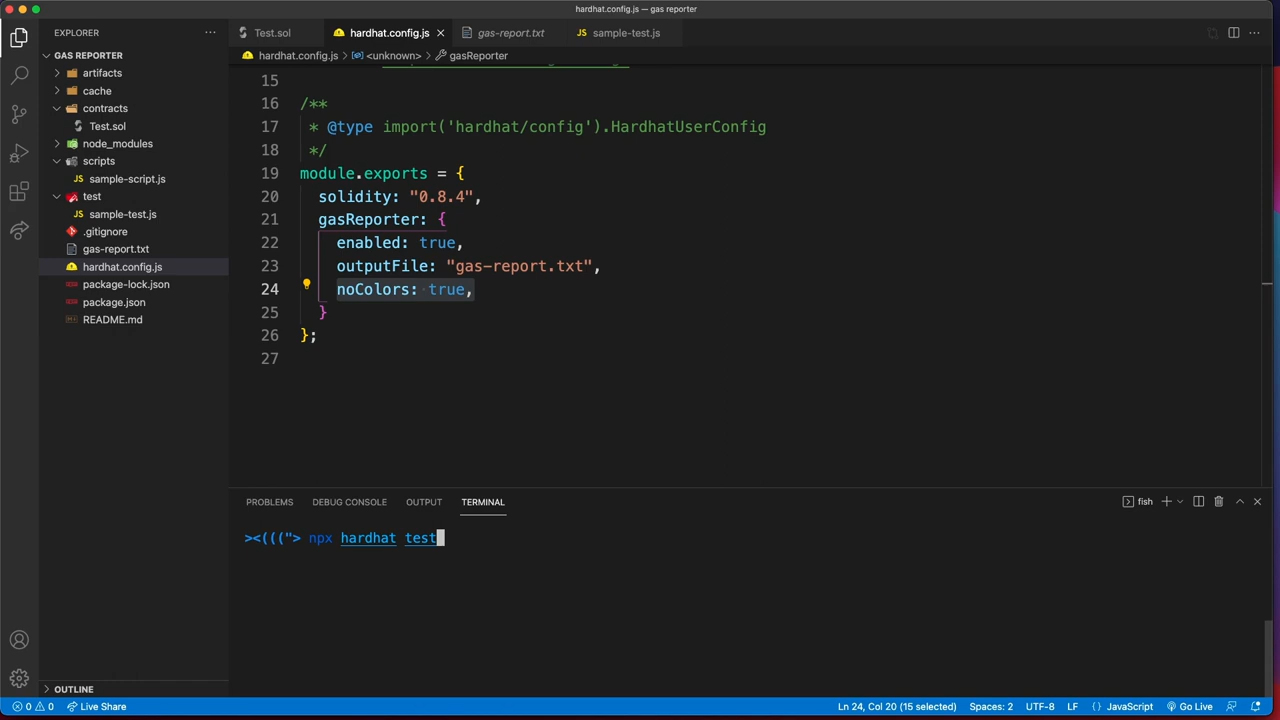 hardhat.config.js — gas reporter
EXPLORER
Test.sol
hardhat.config.js
gas-report.txt
JS sample-test.js
GAS REPORTER
hardhat.config.js > <unknown> > gasReporter
artifacts
cache
contracts
Test.sol
node_modules
scripts
JS sample-script.js
test
JS sample-test.js
.gitignore
gas-report.txt
hardhat.config.js
package-lock.json
package.json
README.md
OUTLINE
15
16 /**
17 * @type import('hardhat/config').HardhatUserConfig
18 */
19 module.exports = {
20 solidity: "0.8.4",
21 gasReporter: {
22 enabled: true,
23 outputFile: "gas-report.txt",
24 noColors: true,
25 }
26 };
27
PROBLEMS DEBUG CONSOLE OUTPUT TERMINAL
fish
><(((("> npx hardhat test
0 0 Live Share
Ln 24, Col 20 (15 selected) Spaces: 2 UTF-8 LF {} JavaScript Go Live